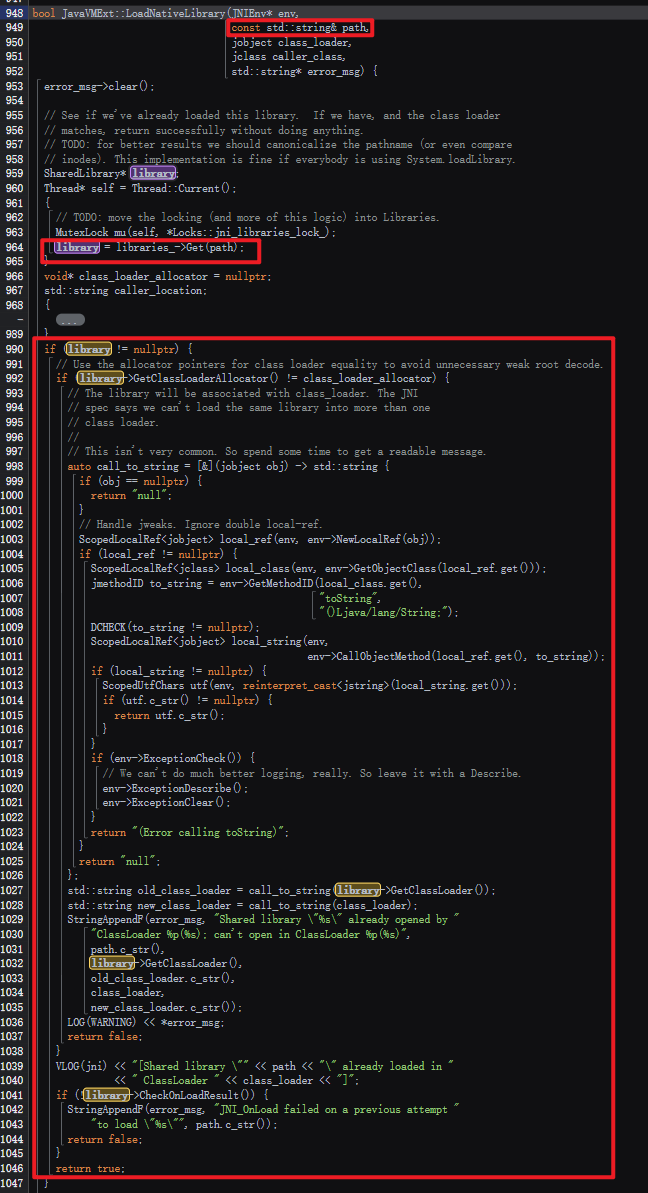 948 bool JavaVMExt::LoadNativeLibrary(JNIEnv* env,
949 const std::string& path,
950 jobject class_loader,
951 jclass caller_class,
952 std::string* error_msg) {
953 error_msg->clear();
954
955 // See if we've already loaded this library.  If we have, and the class loader
956 // matches, return successfully without doing anything.
957 // TODO: for better results we should canonicalize the pathname (or even compare
958 // inodes). This implementation is fine if everybody is using System.loadLibrary.
959 SharedLibrary* library;
960 Thread* self = Thread::Current();
961 {
962 // TODO: move the locking (and more of this logic) into Libraries.
963 MutexLock mu(self, *Locks::jni_libraries_lock_);
964 library = libraries_->Get(path);
965 }
966 void* class_loader_allocator = nullptr;
967 std::string caller_location;
968 {
- ...
989 }
990 if (library != nullptr) {
991 // Use the allocator pointers for class loader equality to avoid unnecessary weak root decode.
992 if (library->GetClassLoaderAllocator() != class_loader_allocator) {
993 // The library will be associated with class_loader. The JNI
994 // spec says we can't load the same library into more than one
995 // class loader.
996 //
997 // This isn't very common. So spend some time to get a readable message.
998 auto call_to_string = [&](jobject obj) -> std::string {
999 if (obj == nullptr) {
1000 return "null";
1001 }
1002 // Handle jweaks. Ignore double local-ref.
1003 ScopedLocalRef<jobject> local_ref(env, env->NewLocalRef(obj));
1004 if (local_ref != nullptr) {
1005 ScopedLocalRef<jclass> local_class(env, env->GetObjectClass(local_ref.get()));
1006 jmethodID to_string = env->GetMethodID(local_class.get(),
1007 "toString",
1008 "()Ljava/lang/String;");
1009 DCHECK(to_string != nullptr);
1010 ScopedLocalRef<jobject> local_string(env,
1011 env->CallObjectMethod(local_ref.get(), to_string));
1012 if (local_string != nullptr) {
1013 ScopedUtfChars utf(env, reinterpret_cast<jstring>(local_string.get()));
1014 if (utf.c_str() != nullptr) {
1015 return utf.c_str();
1016 }
1017 }
1018 if (env->ExceptionCheck()) {
1019 // We can't do much better logging, really. So leave it with a Describe.
1020 env->ExceptionDescribe();
1021 env->ExceptionClear();
1022 }
1023 return "(Error calling toString)";
1024 }
1025 return "null";
1026 };
1027 std::string old_class_loader = call_to_string(library->GetClassLoader());
1028 std::string new_class_loader = call_to_string(class_loader);
1029 StringAppendF(error_msg, "Shared library \"%s\" already opened by "
1030 "ClassLoader %p(%s); can't open in ClassLoader %p(%s)",
1031 path.c_str(),
1032 library->GetClassLoader(),
1033 old_class_loader.c_str(),
1034 class_loader,
1035 new_class_loader.c_str());
1036 LOG(WARNING) << *error_msg;
1037 return false;
1038 }
1039 VLOG(jni) << "[Shared library \"" << path << "\" already loaded in "
1040 << " ClassLoader " << class_loader << "]";
1041 if (!library->CheckOnLoadResult()) {
1042 StringAppendF(error_msg, "JNI_OnLoad failed on a previous attempt "
1043 "to load \"%s\"", path.c_str());
1044 return false;
1045 }
1046 return true;
1047 }